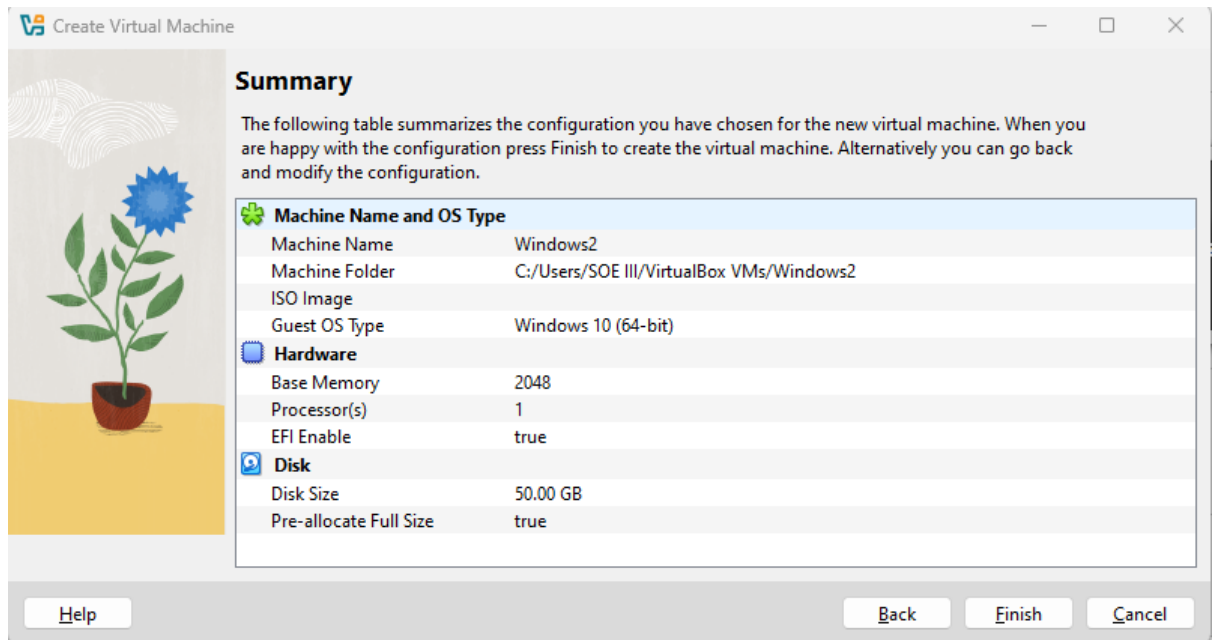 Create Virtual Machine
Summary
The following table summarizes the configuration you have chosen for the new virtual machine. When you
are happy with the configuration press Finish to create the virtual machine. Alternatively you can go back
and modify the configuration.
Machine Name and OS Type
Machine Name Windows2
Machine Folder C:/Users/SOE III/VirtualBox VMs/Windows2
ISO Image
Guest OS Type Windows 10 (64-bit)
Hardware
Base Memory 2048
Processor(s) 1
EFI Enable true
Disk
Disk Size 50.00 GB
Pre-allocate Full Size true
Help Back Finish Cancel